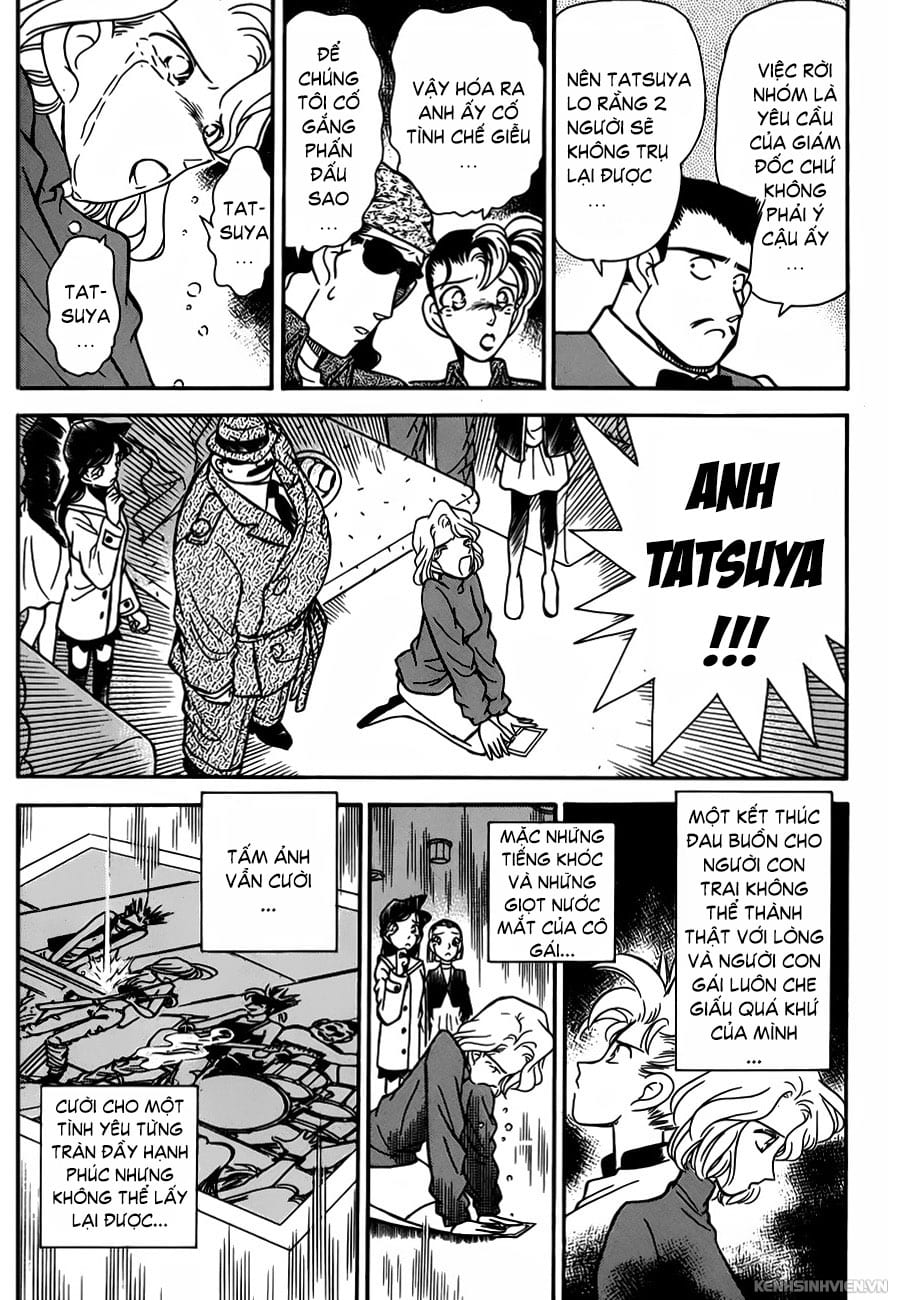 VIỆC RỜI
NHÓM LÀ
YÊU CẦU
CỦA GIÁM
ĐỐC CHỨ
KHÔNG
PHẢI Ý
CẬU ẤY
...
NÊN TATSUYA
LO RẰNG 2
NGƯỜI SẼ
KHÔNG TRỤ
LẠI ĐƯỢC
...
VẬY HÓA RA
ANH ẤY CỐ
TÌNH CHẾ GIỄU
...
ĐỂ
CHÚNG
TÔI CỐ
GẮNG
PHẤN
ĐẤU
SAO
...
TAT-
SUYA
...
TAT-
SUYA
...
ANH
TATSUYA
!!!
MỘT KẾT THÚC
ĐAU BUỒN CHO
NGƯỜI CON
TRAI KHÔNG
THỂ THÀNH
THẬT VỚI LÒNG
VÀ NGƯỜI CON
GÁI LUÔN CHE
GIẤU QUÁ KHỨ
CỦA MÌNH
...
MẶC NHỮNG
TIẾNG KHÓC
VÀ NHỮNG
GIỌT NƯỚC
MẮT CỦA CÔ
GÁI...
TẤM ẢNH
VẪN CƯỜI
...
CƯỜI CHO MỘT
TÌNH YÊU TỪNG
TRÀN ĐẦY HẠNH
PHÚC NHƯNG
KHÔNG THỂ LẤY
LẠI ĐƯỢC...
KENHSINHVIEN.VN